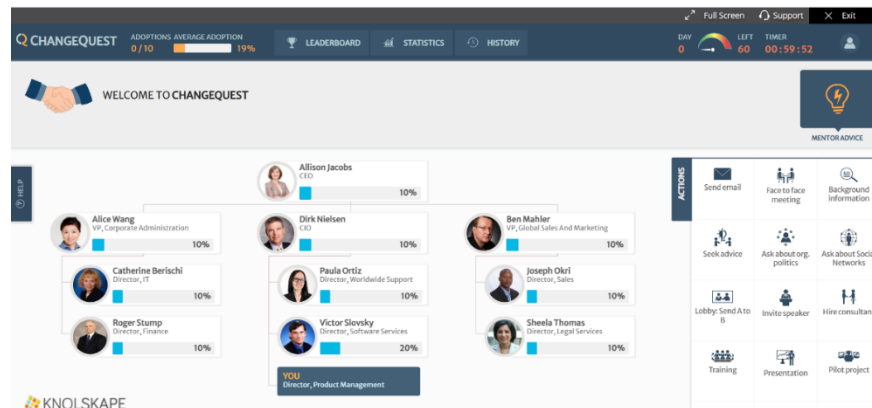 Full Screen Support Exit
CHANGEQUEST
ADOPTIONS AVERAGE ADOPTION
0/10 19%
LEADERBOARD STATISTICS HISTORY
DAY LEFT TIMER
0 60 00:59:52
WELCOME TO CHANGEQUEST
MENTOR ADVICE
HELP
Allison Jacobs
CEO
10%
Alice Wang
VP, Corporate Administration
10%
Dirk Nielsen
CIO
10%
Ben Mahler
VP, Global Sales And Marketing
10%
Catherine Berischi
Director, IT
10%
Paula Ortiz
Director, Worldwide Support
10%
Joseph Okri
Director, Sales
10%
Roger Stump
Director, Finance
10%
Victor Slovsky
Director, Software Services
20%
Sheela Thomas
Director, Legal Services
10%
YOU
Director, Product Management
KNOLSKAPE
ACTIONS
Send email
Face to face
meeting
Background
Information
Seek advice
Ask about org.
politics
Ask about Socia
Networks
Lobby: Send A to
B
Invite speaker
Hire consultan
Training
Presentation
Pilot project